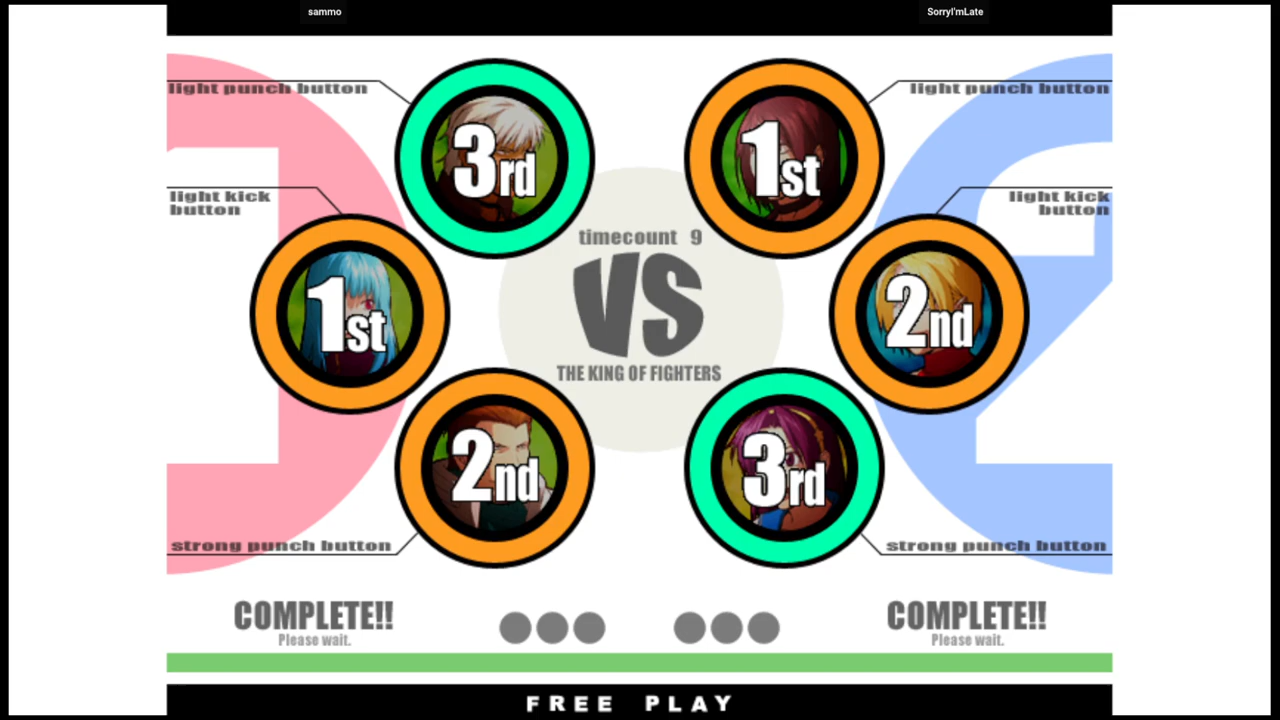 sammo
SorryI'mLate
light punch button
light punch button
3rd
1st
light kick
button
light kick
button
timecount 9
VS
THE KING OF FIGHTERS
1st
2nd
2nd
3rd
strong punch button
strong punch button
COMPLETE!!
Please wait.
COMPLETE!!
Please wait.
FREE PLAY